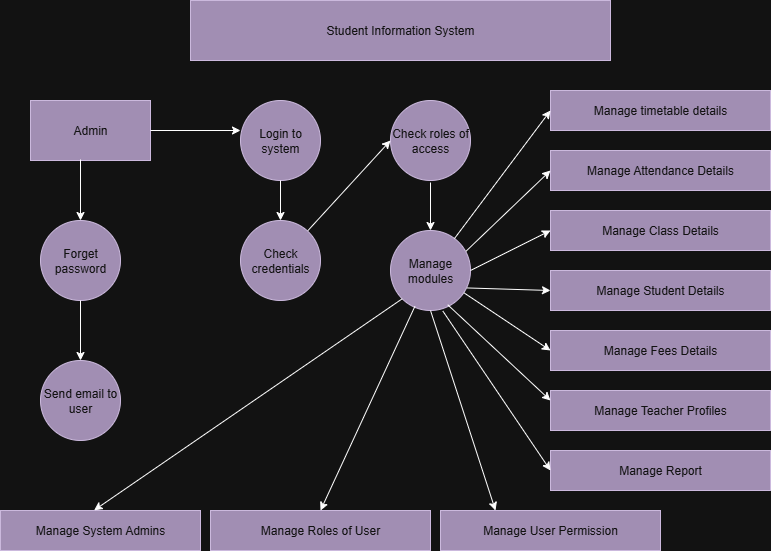 Student Information System
Admin
Login to
system
Check roles of
access
Manage timetable details
Manage Attendance Details
Forget
password
Check
credentials
Manage
modules
Manage Class Details
Manage Student Details
Manage Fees Details
Send email to
user
Manage Teacher Profiles
Manage Report
Manage System Admins
Manage Roles of User
Manage User Permission